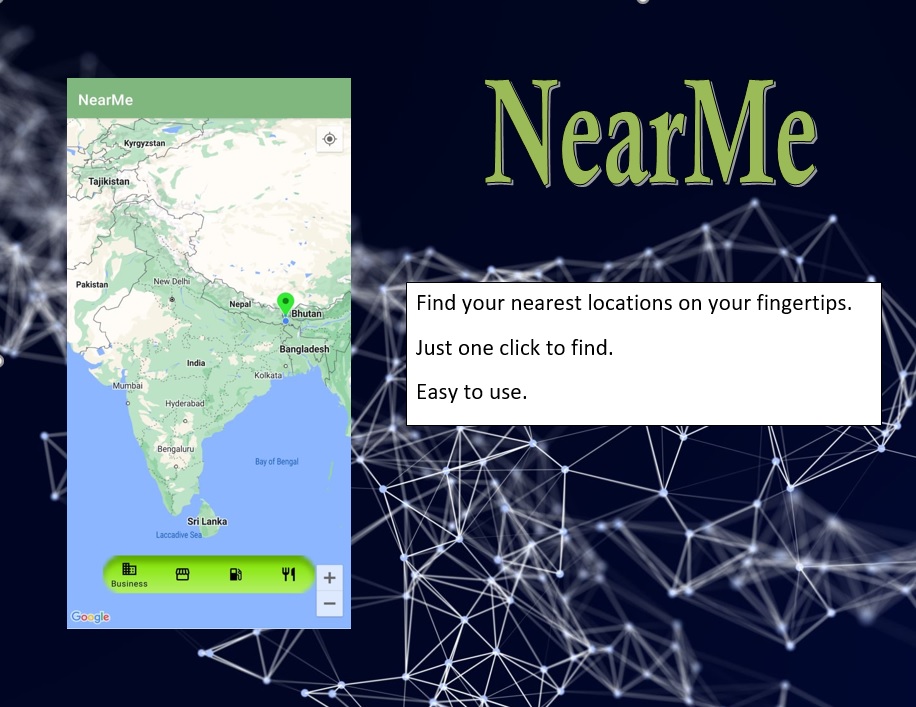 NearMe
NearMe
Kyrgyzstan
Tajikistan
Pakistan
New Delhi
Nepal
Bhutan
Bangladesh
India
Kolkata
Mumbai
Hyderabad
Bengaluru
Bay of Bengal
Sri Lanka
Laccadive Sea
Business
+
−
Google
Find your nearest locations on your fingertips.
Just one click to find.
Easy to use.